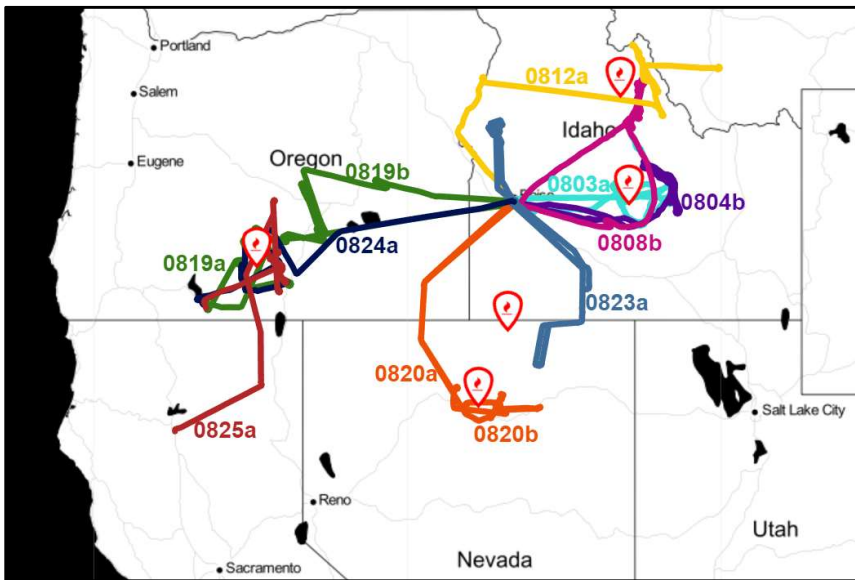 Portland
0812a
Salem
Idaho
Eugene
Oregon
0819b
0803a
0804b
0824a
0808b
0819a
0823a
0820a
Salt Lake City
0825a
0820b
Reno
Utah
Nevada
Sacramento